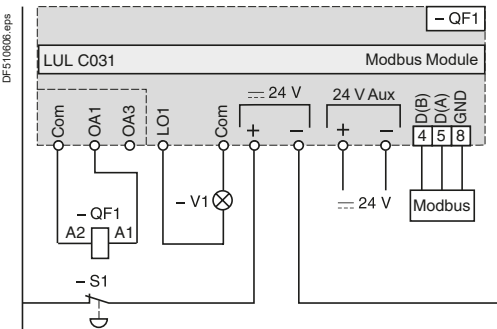 DF510606.eps
– QF1
LUL C031 Modbus Module
⎓ 24 V 24 V Aux
Com OA1 OA3 LO1 Com + – + – D(B) D(A) GND
4 5 8
– V1 ⎓ 24 V Modbus
– QF1
A2 A1
– S1